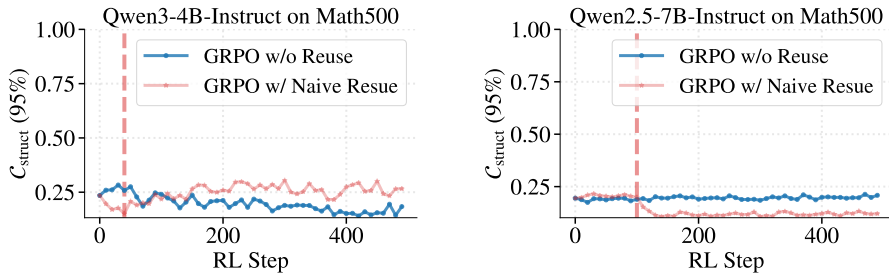 Qwen3-4B-Instruct on Math500
1.00
0.75
0.50
0.25
C_struct (95%)
GRPO w/o Reuse
GRPO w/ Naive Resue
0
200
400
RL Step
Qwen2.5-7B-Instruct on Math500
1.00
0.75
0.50
0.25
C_struct (95%)
GRPO w/o Reuse
GRPO w/ Naive Resue
0
200
400
RL Step